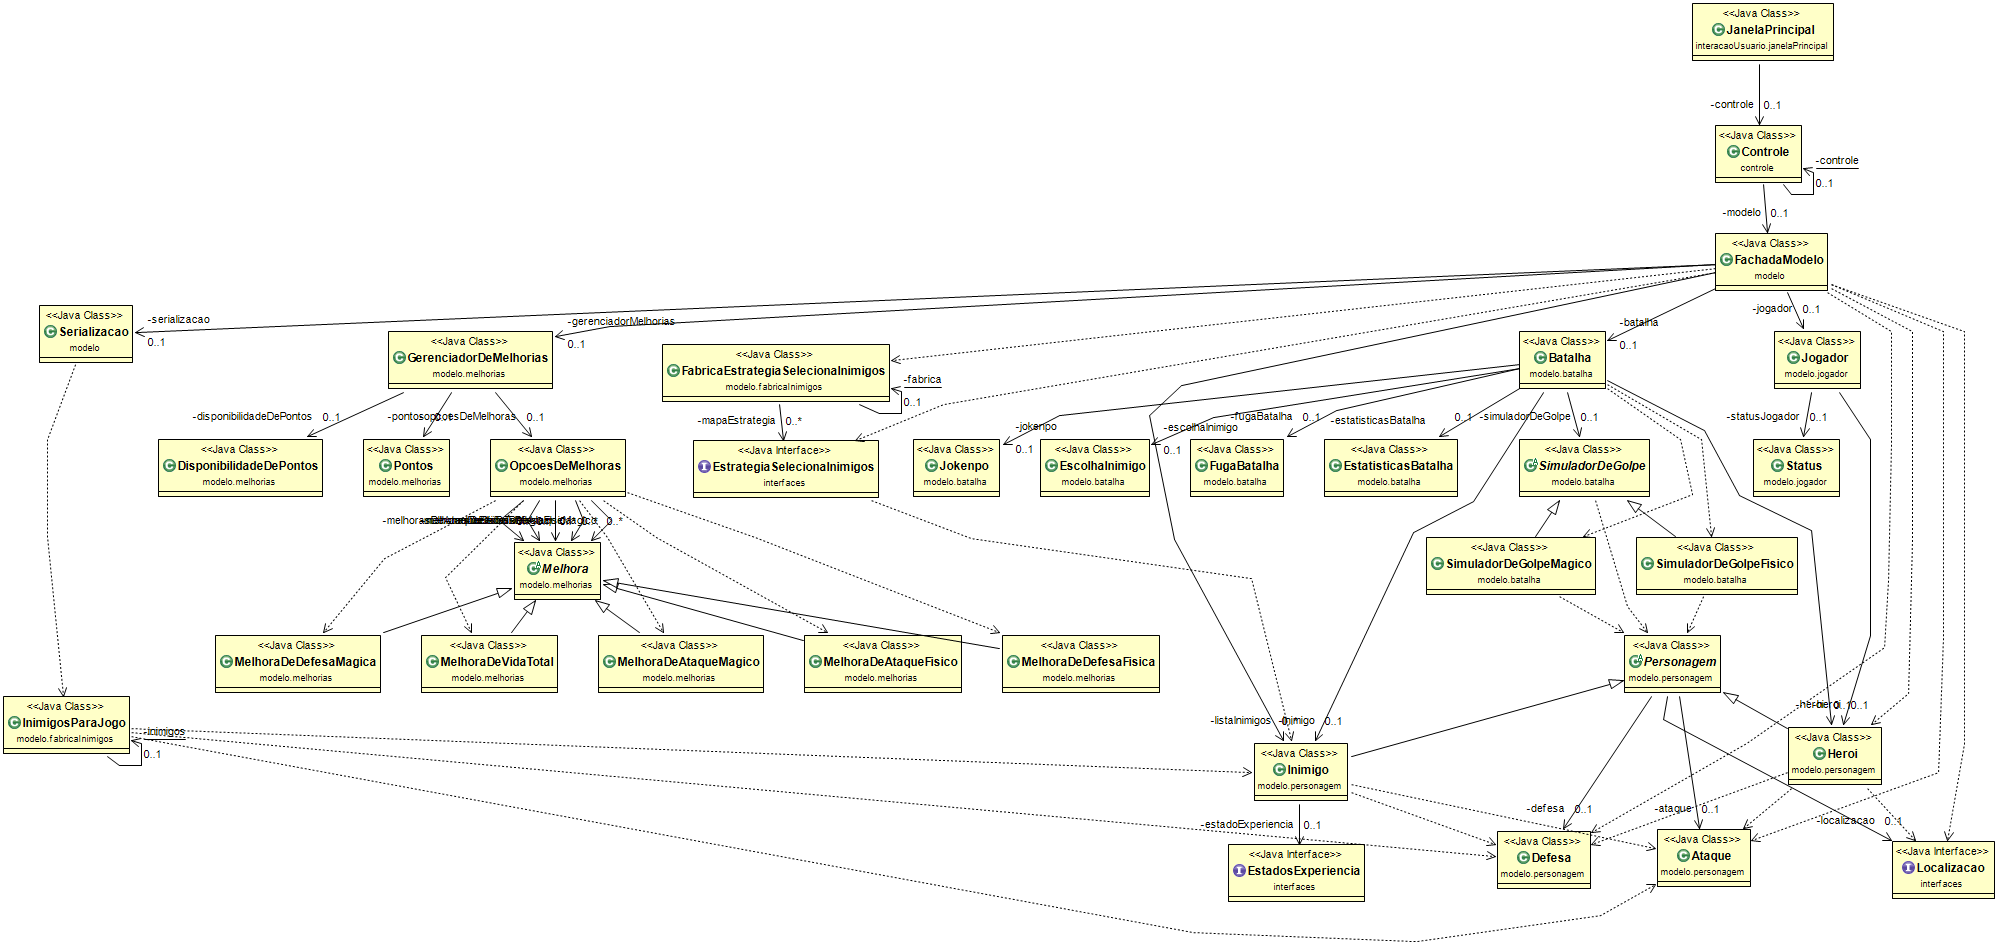 <<Java Class>>
JanelaPrincipal
interacaoUsuario.janelaPrincipal
-controle
0..1
<<Java Class>>
Controle
controle
-controle
0..1
-modelo
0..1
<<Java Class>>
FachadaModelo
modelo
<<Java Class>>
Serializacao
modelo
-serializacao
0..1
-gerenciadorMelhorias
0..1
<<Java Class>>
GerenciadorDeMelhorias
modelo.melhorias
<<Java Class>>
FabricaEstrategiaSelecionaInimigos
modelo.fabricaInimigos
-fabrica
0..1
-batalha
0..1
<<Java Class>>
Batalha
modelo.batalha
-jogador
0..1
<<Java Class>>
Jogador
modelo.jogador
-disponibilidadeDePontos
0..1
-pontos
-opcoesDeMelhoras
0..1
-mapaEstrategia
0..*
-jokenpo
0..1
-escolhaInimigo
0..1
-fugaBatalha
0..1
-estatisticasBatalha
0..1
-simuladorDeGolpe
0..1
-statusJogador
0..1
<<Java Class>>
DisponibilidadeDePontos
modelo.melhorias
<<Java Class>>
Pontos
modelo.melhorias
<<Java Class>>
OpcoesDeMelhoras
modelo.melhorias
<<Java Interface>>
EstrategiaSelecionaInimigos
interfaces
<<Java Class>>
Jokenpo
modelo.batalha
<<Java Class>>
EscolhaInimigo
modelo.batalha
<<Java Class>>
FugaBatalha
modelo.batalha
<<Java Class>>
EstatisticasBatalha
modelo.batalha
<<Java Class>>
SimuladorDeGolpe
modelo.batalha
<<Java Class>>
Status
modelo.jogador
0..*
<<Java Class>>
Melhora
modelo.melhorias
<<Java Class>>
SimuladorDeGolpeMagico
modelo.batalha
<<Java Class>>
SimuladorDeGolpeFisico
modelo.batalha
<<Java Class>>
MelhoraDeDefesaMagica
modelo.melhorias
<<Java Class>>
MelhoraDeVidaTotal
modelo.melhorias
<<Java Class>>
MelhoraDeAtaqueMagico
modelo.melhorias
<<Java Class>>
MelhoraDeAtaqueFisico
modelo.melhorias
<<Java Class>>
MelhoraDeDefesaFisica
modelo.melhorias
<<Java Class>>
Personagem
modelo.personagem
<<Java Class>>
InimigosParaJogo
modelo.fabricaInimigos
-inimigos
0..1
-listaInimigos
-inimigo
0..1
-heroi
0..1
<<Java Class>>
Inimigo
modelo.personagem
<<Java Class>>
Heroi
modelo.personagem
-estadoExperiencia
0..1
-defesa
0..1
-ataque
0..1
-localizacao
0..1
<<Java Interface>>
EstadosExperiencia
interfaces
<<Java Class>>
Defesa
modelo.personagem
<<Java Class>>
Ataque
modelo.personagem
<<Java Interface>>
Localizacao
interfaces